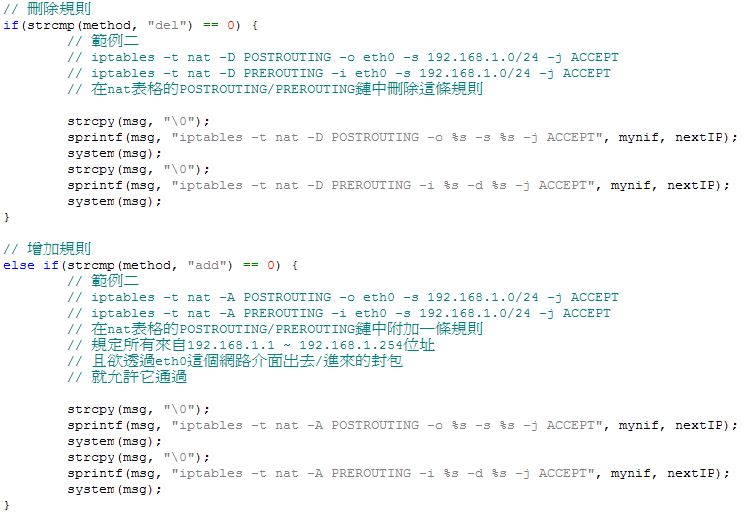 // 刪除規則
if(strcmp(method, "del") == 0) {
        // 範例二
        // iptables -t nat -D POSTROUTING -o eth0 -s 192.168.1.0/24 -j ACCEPT
        // iptables -t nat -D PREROUTING -i eth0 -s 192.168.1.0/24 -j ACCEPT
        // 在nat表格的POSTROUTING/PREROUTING鏈中刪除這條規則

        strcpy(msg, "\0");
        sprintf(msg, "iptables -t nat -D POSTROUTING -o %s -s %s -j ACCEPT", mynif, nextIP);
        system(msg);
        strcpy(msg, "\0");
        sprintf(msg, "iptables -t nat -D PREROUTING -i %s -d %s -j ACCEPT", mynif, nextIP);
        system(msg);
}

// 增加規則
else if(strcmp(method, "add") == 0) {
        // 範例二
        // iptables -t nat -A POSTROUTING -o eth0 -s 192.168.1.0/24 -j ACCEPT
        // iptables -t nat -A PREROUTING -i eth0 -s 192.168.1.0/24 -j ACCEPT
        // 在nat表格的POSTROUTING/PREROUTING鏈中附加一條規則
        // 規定所有來自192.168.1.1 ~ 192.168.1.254位址
        // 且欲透過eth0這個網路介面出去/進來的封包
        // 就允許它通過

        strcpy(msg, "\0");
        sprintf(msg, "iptables -t nat -A POSTROUTING -o %s -s %s -j ACCEPT", mynif, nextIP);
        system(msg);
        strcpy(msg, "\0");
        sprintf(msg, "iptables -t nat -A PREROUTING -i %s -d %s -j ACCEPT", mynif, nextIP);
        system(msg);
}